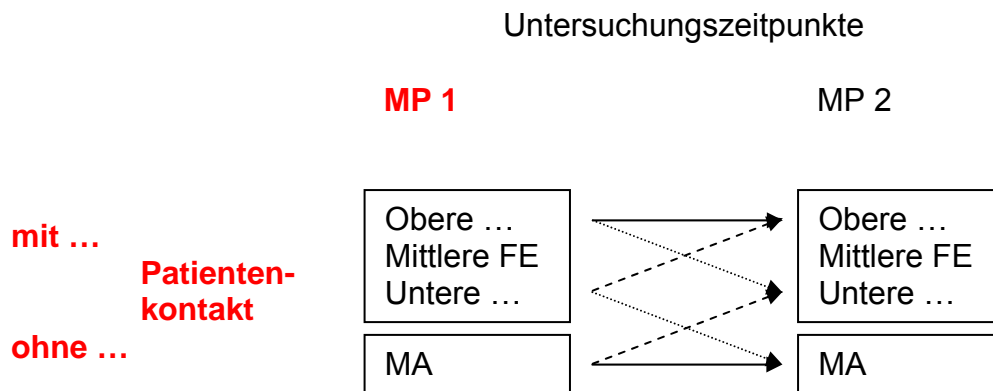 Untersuchungszeitpunkte
MP 1
MP 2
mit …
Patienten-
kontakt
ohne …
Obere …
Mittlere FE
Untere …
MA
Obere …
Mittlere FE
Untere …
MA